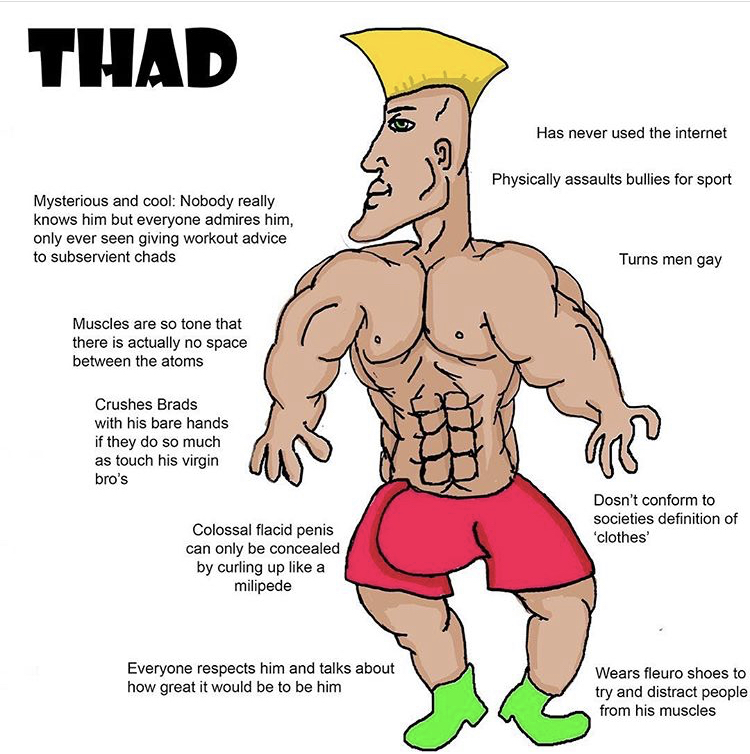 THAD
Has never used the internet
Physically assaults bullies for sport
Mysterious and cool: Nobody really
knows him but everyone admires him,
only ever seen giving workout advice
to subservient chads
Turns men gay
Muscles are so tone that
there is actually no space
between the atoms
Crushes Brads
with his bare hands
if they do so much
as touch his virgin
bro's
Dosn't conform to
societies definition of
'clothes'
Colossal flacid penis
can only be concealed
by curling up like a
milipede
Everyone respects him and talks about
how great it would be to be him
Wears fleuro shoes to
try and distract people
from his muscles